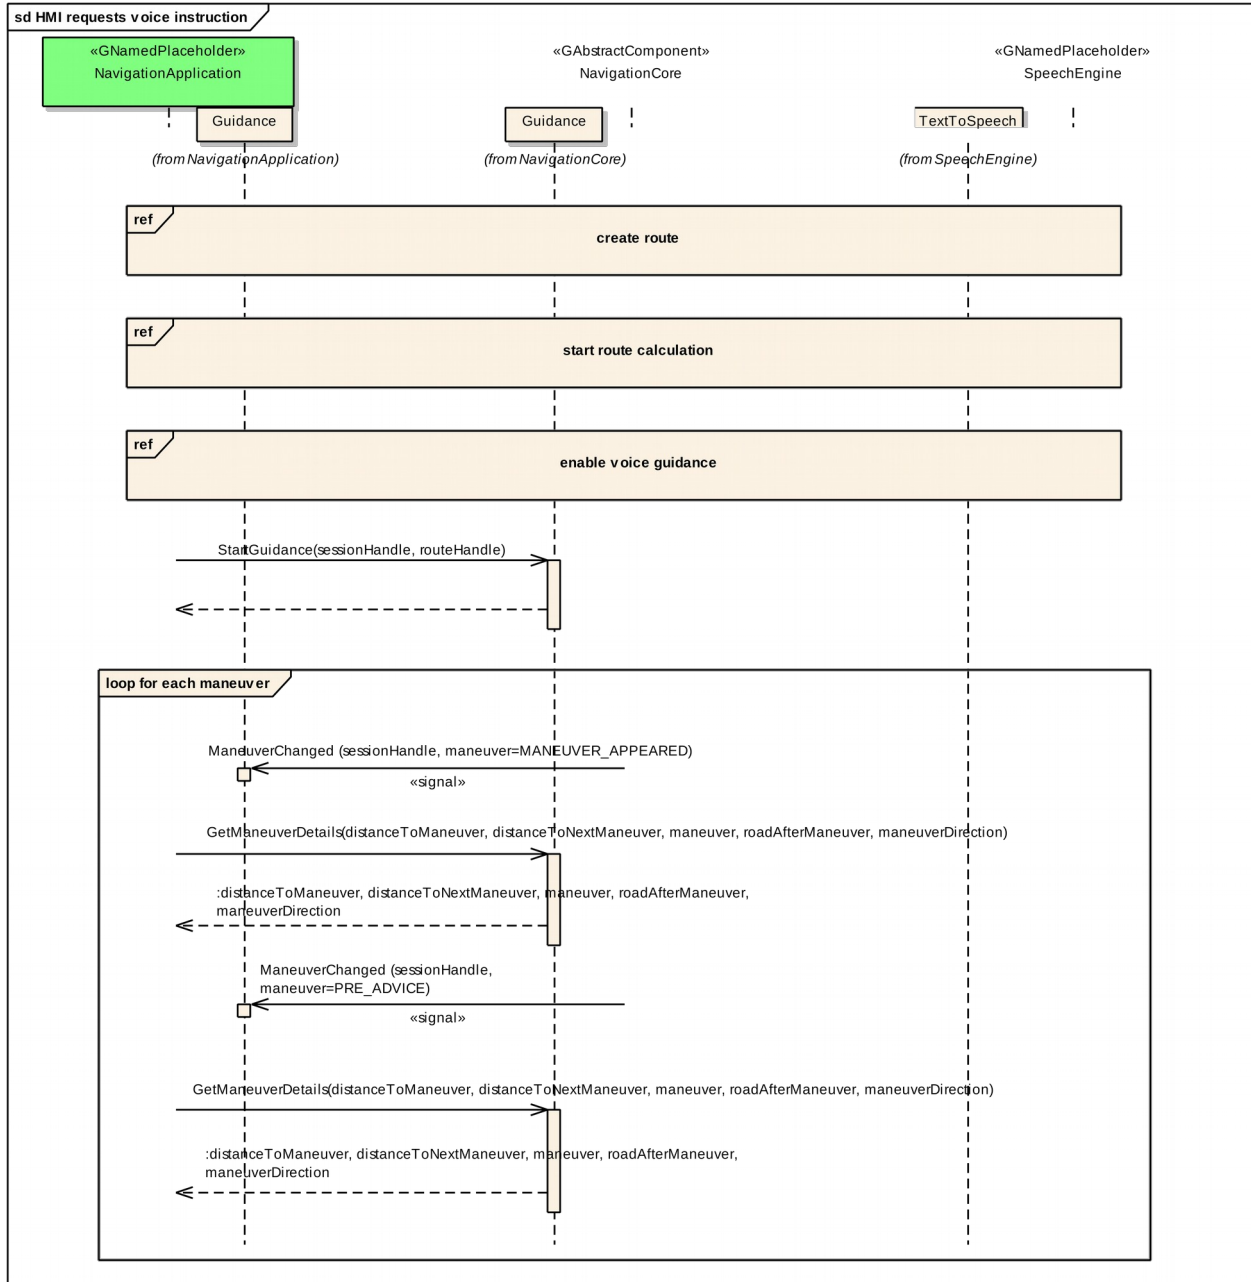 sd HMI requests voice instruction
«GNamedPlaceholder»
NavigationApplication
«GAbstractComponent»
NavigationCore
«GNamedPlaceholder»
SpeechEngine
Guidance
(from NavigationApplication)
Guidance
(from NavigationCore)
TextToSpeech
(from SpeechEngine)
ref
create route
ref
start route calculation
ref
enable voice guidance
StartGuidance(sessionHandle, routeHandle)
loop for each maneuver
ManeuverChanged (sessionHandle, maneuver=MANEUVER_APPEARED)
«signal»
GetManeuverDetails(distanceToManeuver, distanceToNextManeuver, maneuver, roadAfterManeuver, maneuverDirection)
:distanceToManeuver, distanceToNextManeuver, maneuver, roadAfterManeuver,
maneuverDirection
ManeuverChanged (sessionHandle,
maneuver=PRE_ADVICE)
«signal»
GetManeuverDetails(distanceToManeuver, distanceToNextManeuver, maneuver, roadAfterManeuver, maneuverDirection)
:distanceToManeuver, distanceToNextManeuver, maneuver, roadAfterManeuver,
maneuverDirection